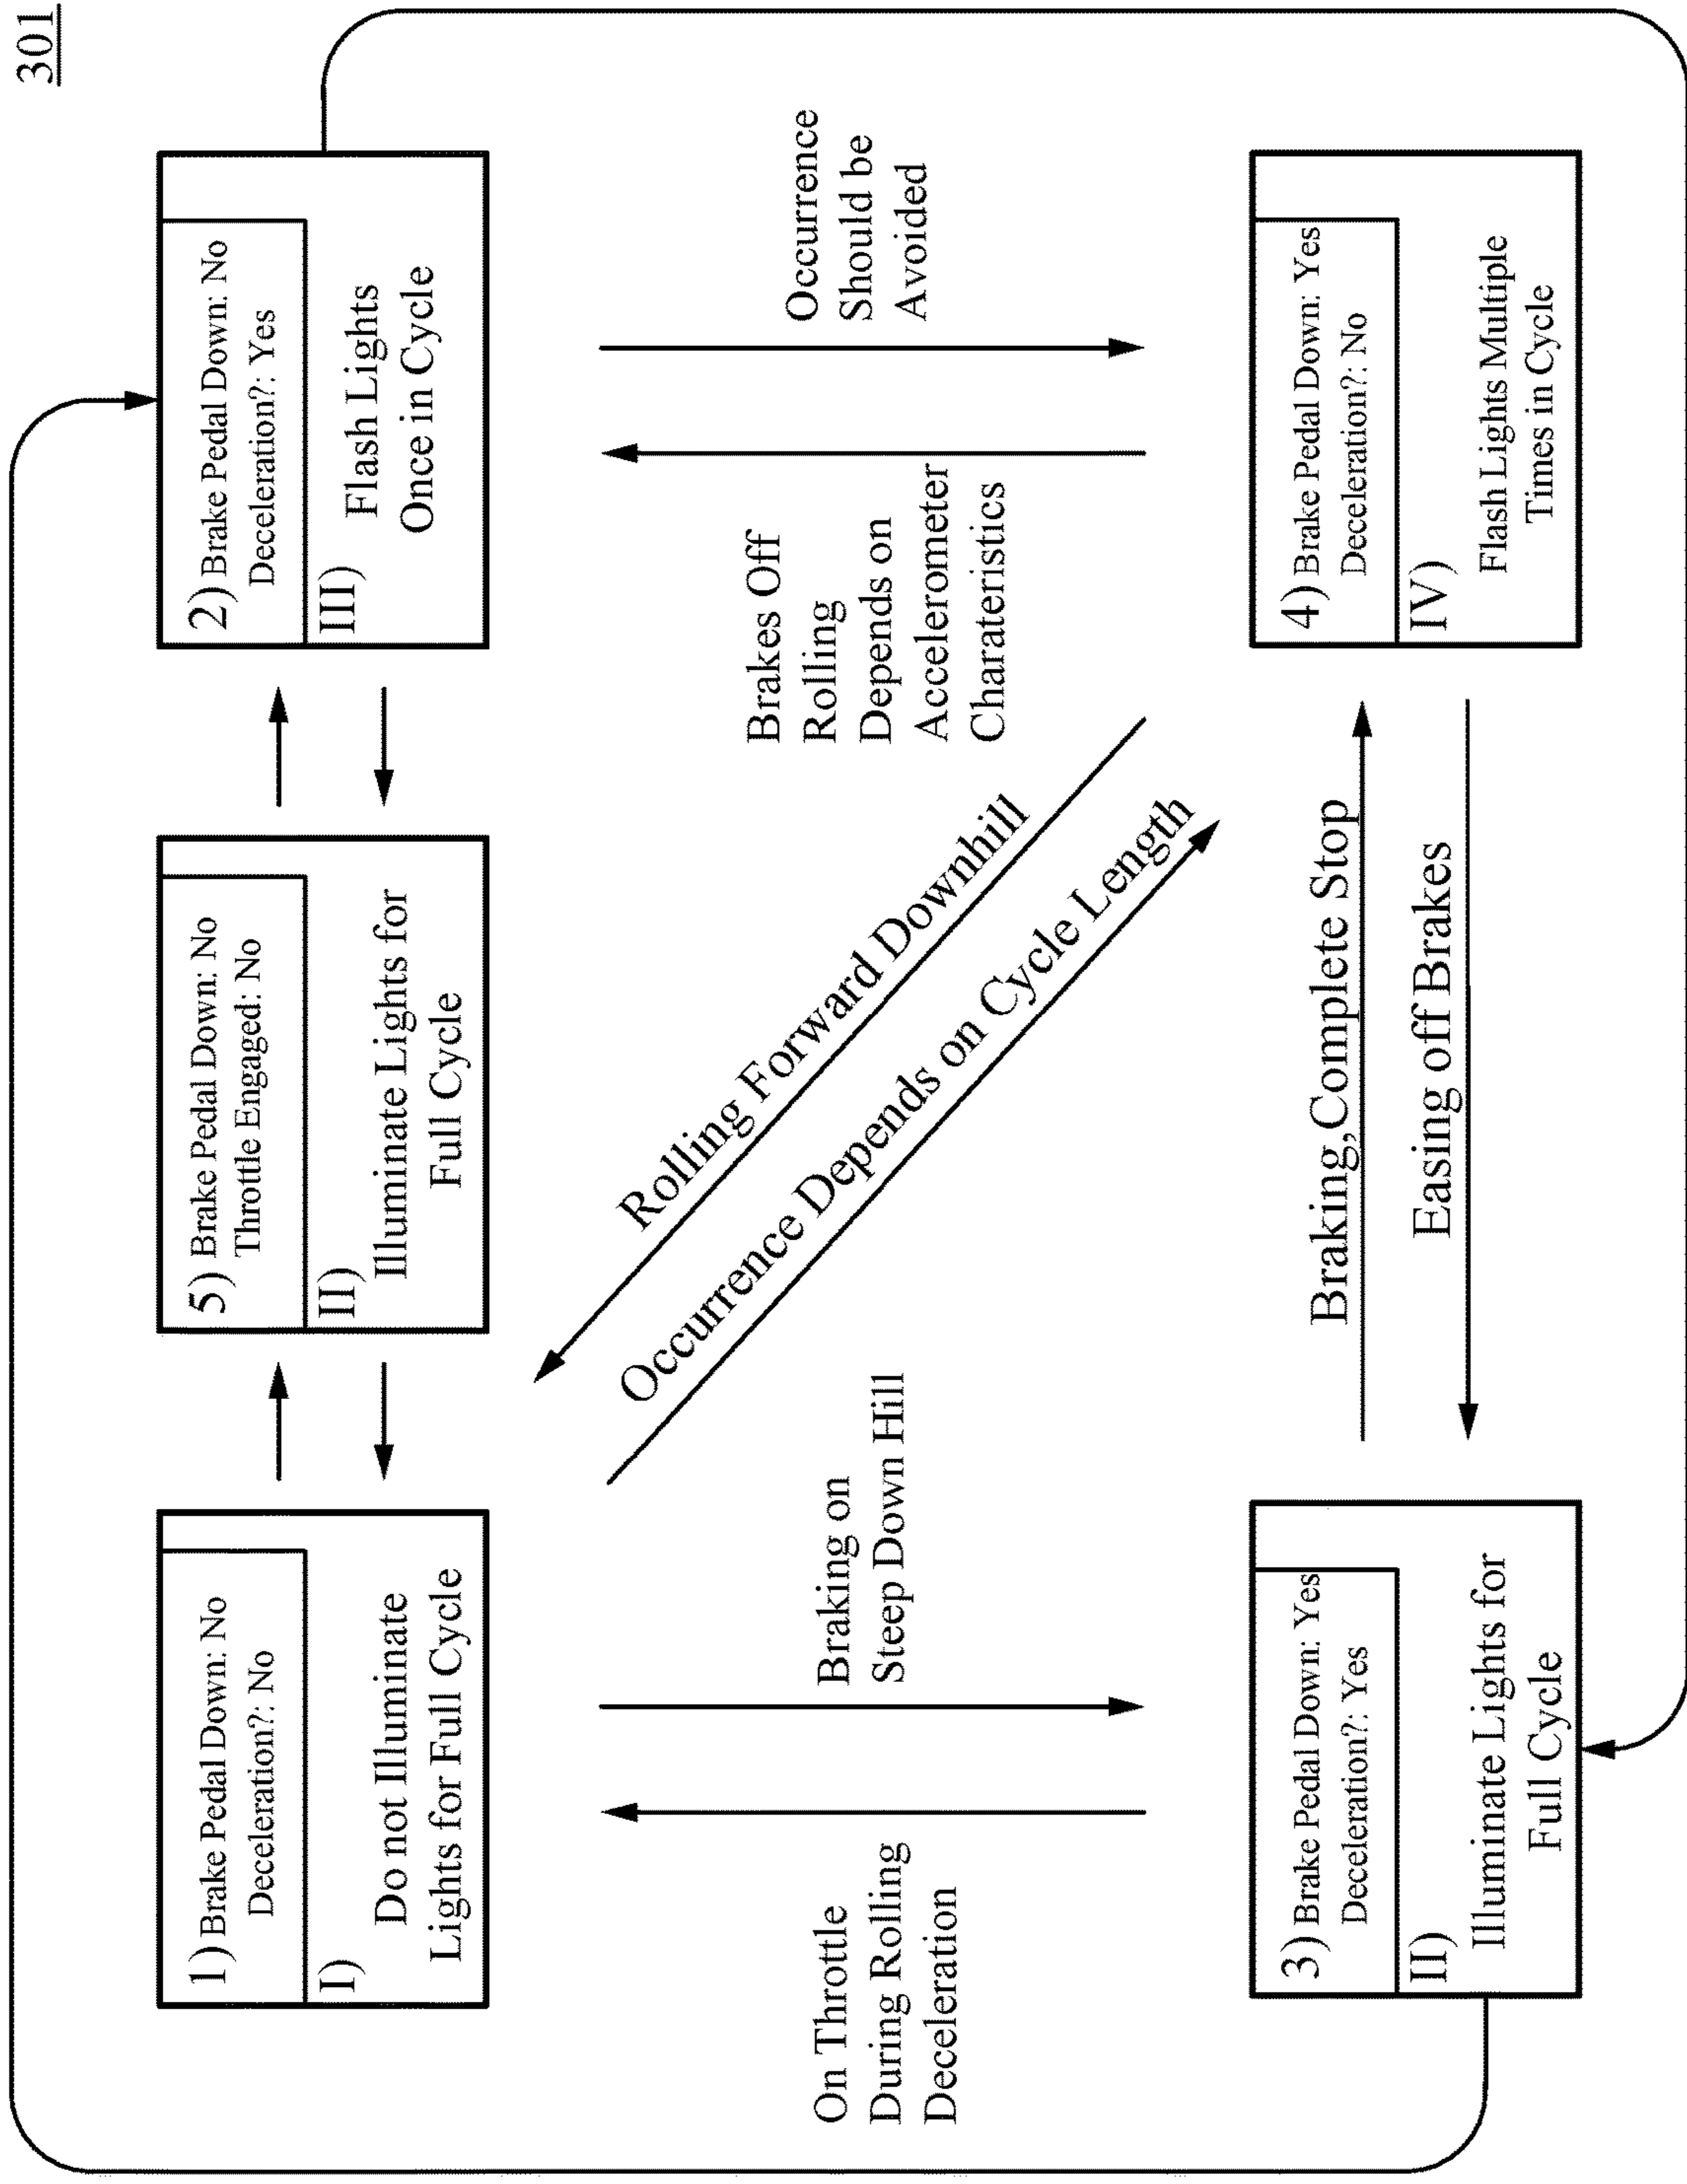 301
1) Brake Pedal Down: No
Deceleration?: No
I)
Do not Illuminate
Lights for Full Cycle
5) Brake Pedal Down: No
Throttle Engaged: No
II)
Illuminate Lights for
Full Cycle
2) Brake Pedal Down: No
Deceleration?: Yes
III)
Flash Lights
Once in Cycle
On Throttle
During Rolling
Deceleration
Braking on
Steep Down Hill
Rolling Forward Downhill
Occurrence Depends on Cycle Length
Brakes Off
Rolling
Depends on
Accelerometer
Charateristics
Occurrence
Should be
Avoided
3) Brake Pedal Down: Yes
Deceleration?: Yes
II)
Illuminate Lights for
Full Cycle
Braking,Complete Stop
Easing off Brakes
4) Brake Pedal Down: Yes
Deceleration?: No
IV)
Flash Lights Multiple
Times in Cycle